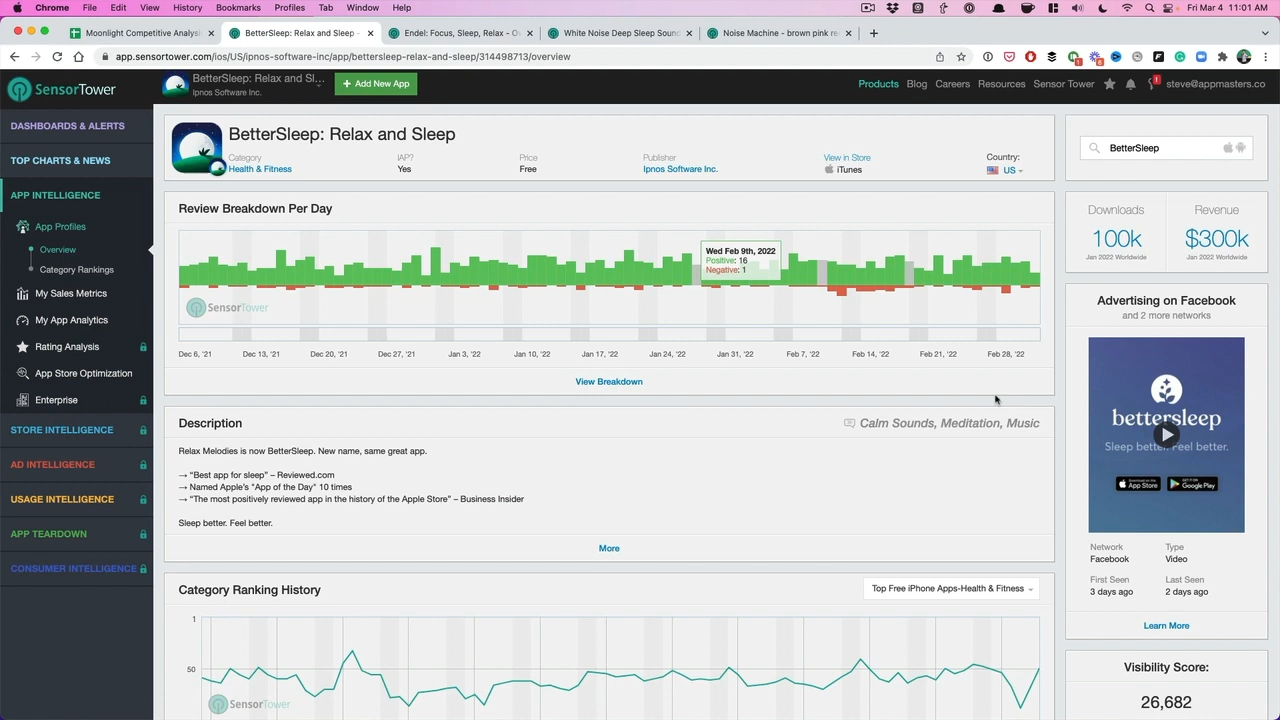 Chrome File Edit View History Bookmarks Profiles Tab Window Help Fri Mar 4 11:01 AM
Moonlight Competitive Analysi BetterSleep: Relax and Sleep - Endel: Focus, Sleep, Relax - O White Noise Deep Sleep Soun Noise Machine - brown pink re
app.sensortower.com/ios/US/ipnos-software-inc/app/bettersleep-relax-and-sleep/314498713/overview
SensorTower
BetterSleep: Relax and Sl...
Ipnos Software Inc.
+ Add New App
Products Blog Careers Resources Sensor Tower steve@appmasters.co
DASHBOARDS & ALERTS
TOP CHARTS & NEWS
APP INTELLIGENCE
App Profiles
Overview
Category Rankings
My Sales Metrics
My App Analytics
Rating Analysis
App Store Optimization
Enterprise
STORE INTELLIGENCE
AD INTELLIGENCE
USAGE INTELLIGENCE
APP TEARDOWN
CONSUMER INTELLIGENCE
BetterSleep: Relax and Sleep
Category IAP? Price Publisher View in Store Country:
Health & Fitness Yes Free Ipnos Software Inc. iTunes US
Review Breakdown Per Day
Wed Feb 9th, 2022
Positive: 16
Negative: 1
SensorTower
Dec 6, '21 Dec 13, '21 Dec 20, '21 Dec 27, '21 Jan 3, '22 Jan 10, '22 Jan 17, '22 Jan 24, '22 Jan 31, '22 Feb 7, '22 Feb 14, '22 Feb 21, '22 Feb 28, '22
View Breakdown
Description
Calm Sounds, Meditation, Music
Relax Melodies is now BetterSleep. New name, same great app.
→ “Best app for sleep” – Reviewed.com
→ Named Apple's "App of the Day" 10 times
→ “The most positively reviewed app in the history of the Apple Store” – Business Insider
Sleep better. Feel better.
More
Category Ranking History
Top Free iPhone Apps-Health & Fitness
1
50
SensorTower
BetterSleep
Downloads Revenue
100k $300k
Jan 2022 Worldwide Jan 2022 Worldwide
Advertising on Facebook
and 2 more networks
bettersleep
Sleep better. Feel better.
Download on the App Store GET IT ON Google Play
Network Type
Facebook Video
First Seen Last Seen
3 days ago 2 days ago
Learn More
Visibility Score:
26,682